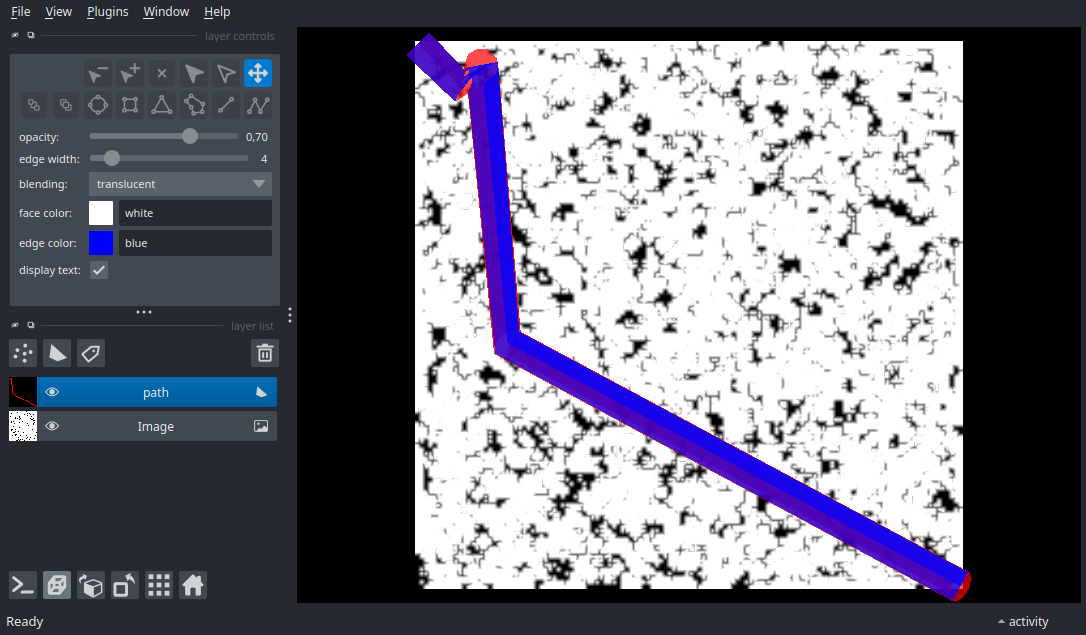 File View Plugins Window Help
layer controls
opacity: 0,70
edge width: 4
blending: translucent
face color: white
edge color: blue
display text:
layer list
path
Image
Ready
activity